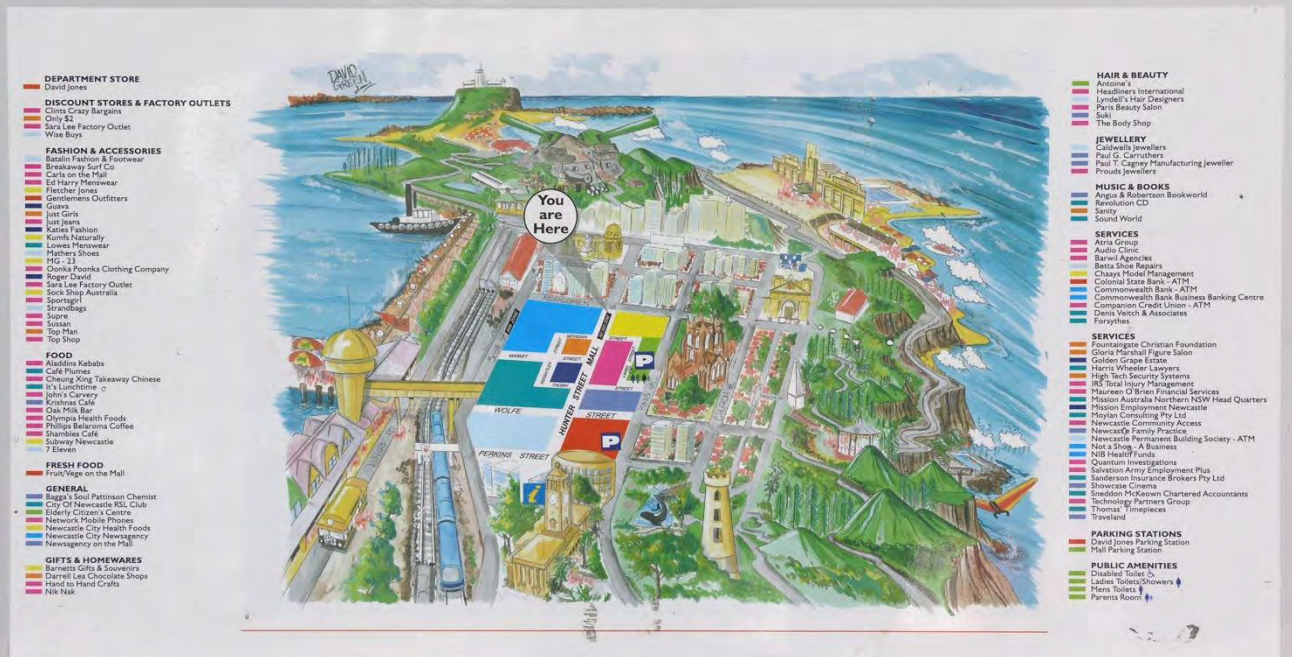 DEPARTMENT STORE
David Jones
DISCOUNT STORES & FACTORY OUTLETS
Clints Crazy Bargains
Only $2
Sara Lee Factory Outlet
Wise Buys
FASHION & ACCESSORIES
Batalin Fashion & Footwear
Breakaway Surf Co
Carla on the Mall
Ed Harry Menswear
Fletcher Jones
Gentlemens Outfitters
Guava
Just Girls
Just Jeans
Katies Fashion
Kumfs Naturally
Lowes Menswear
Mathers Shoes
MG - 23
Oonka Poonka Clothing Company
Roger David
Sara Lee Factory Outlet
Sock Shop Australia
Sportsgirl
Strandbags
Supre
Sussan
Top Man
Top Shop
FOOD
Aladdins Kebabs
Café Plumes
Cheung Xing Takeaway Chinese
It's Lunchtime
John's Carvery
Krishnas Café
Oak Milk Bar
Olympia Health Foods
Phillips Belaroma Coffee
Shambles Café
Subway Newcastle
7 Eleven
FRESH FOOD
Fruit/Vege on the Mall
GENERAL
Bagga's Soul Pattinson Chemist
City Of Newcastle RSL Club
Elderly Citizen's Centre
Network Mobile Phones
Newcastle City Health Foods
Newcastle City Newsagency
Newsagency on the Mall
GIFTS & HOMEWARES
Barnetts Gifts & Souvenirs
Darrell Lea Chocolate Shops
Hand to Hand Crafts
Nik Nak
DAVID
GREEN
You
are
Here
NEWCOMEN
MARKET
STREET
MORGAN
STREET
THORN
STREET
WOLFE
STREET
HUNTER STREET MALL
PERKINS STREET
P
P
i
HAIR & BEAUTY
Antoine's
Headliners International
Lyndell's Hair Designers
Paris Beauty Salon
Suki
The Body Shop
JEWELLERY
Caldwells Jewellers
Paul G. Carruthers
Paul T. Cagney Manufacturing Jeweller
Prouds Jewellers
MUSIC & BOOKS
Angus & Robertson Bookworld
Revolution CD
Sanity
Sound World
SERVICES
Atria Group
Audio Clinic
Barwil Agencies
Betta Shoe Repairs
Chaays Model Management
Colonial State Bank - ATM
Commonwealth Bank - ATM
Commonwealth Bank Business Banking Centre
Companion Credit Union - ATM
Denis Veitch & Associates
Forsythes
SERVICES
Fountaingate Christian Foundation
Gloria Marshall Figure Salon
Golden Grape Estate
Harris Wheeler Lawyers
High Tech Security Systems
IRS Total Injury Management
Maureen O'Brien Financial Services
Mission Australia Northern NSW Head Quarters
Mission Employment Newcastle
Moylan Consulting Pty Ltd
Newcastle Community Access
Newcastle Family Practice
Newcastle Permanent Building Society - ATM
Not a Shop - A Business
NIB Health Funds
Quantum Investigations
Salvation Army Employment Plus
Sanderson Insurance Brokers Pty Ltd
Showcase Cinema
Sneddon McKeown Chartered Accountants
Technology Partners Group
Thomas' Timepieces
Traveland
PARKING STATIONS
David Jones Parking Station
Mall Parking Station
PUBLIC AMENITIES
Disabled Toilet
Ladies Toilets/Showers
Mens Toilets
Parents Room